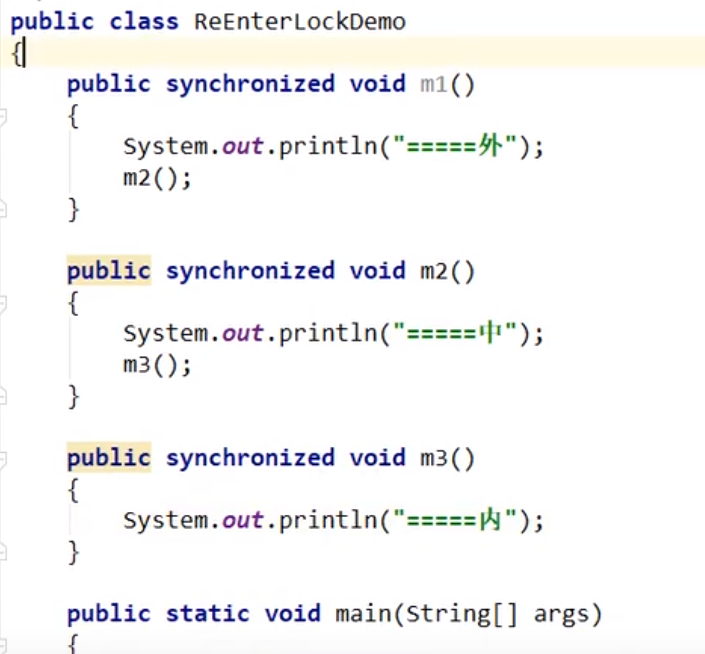 public class ReEnterLockDemo
{
public synchronized void m1()
{
System.out.println("=====外");
m2();
}
public synchronized void m2()
{
System.out.println("=====中");
m3();
}
public synchronized void m3()
{
System.out.println("=====内");
}
public static void main(String[] args)
{